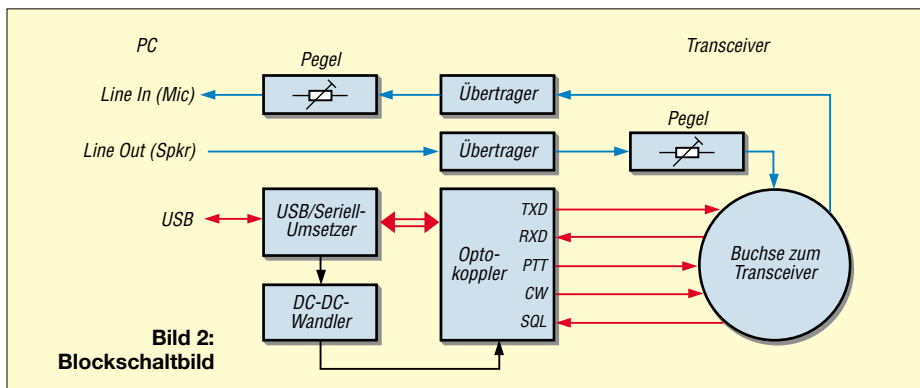 PC
Transceiver
Pegel
Line In (Mic)
Übertrager
Pegel
Line Out (Spkr)
Übertrager
USB
USB/Seriell-
Umsetzer
Opto-
koppler
TXD
RXD
PTT
CW
SQL
Buchse zum
Transceiver
DC-DC-
Wandler
Bild 2:
Blockschaltbild